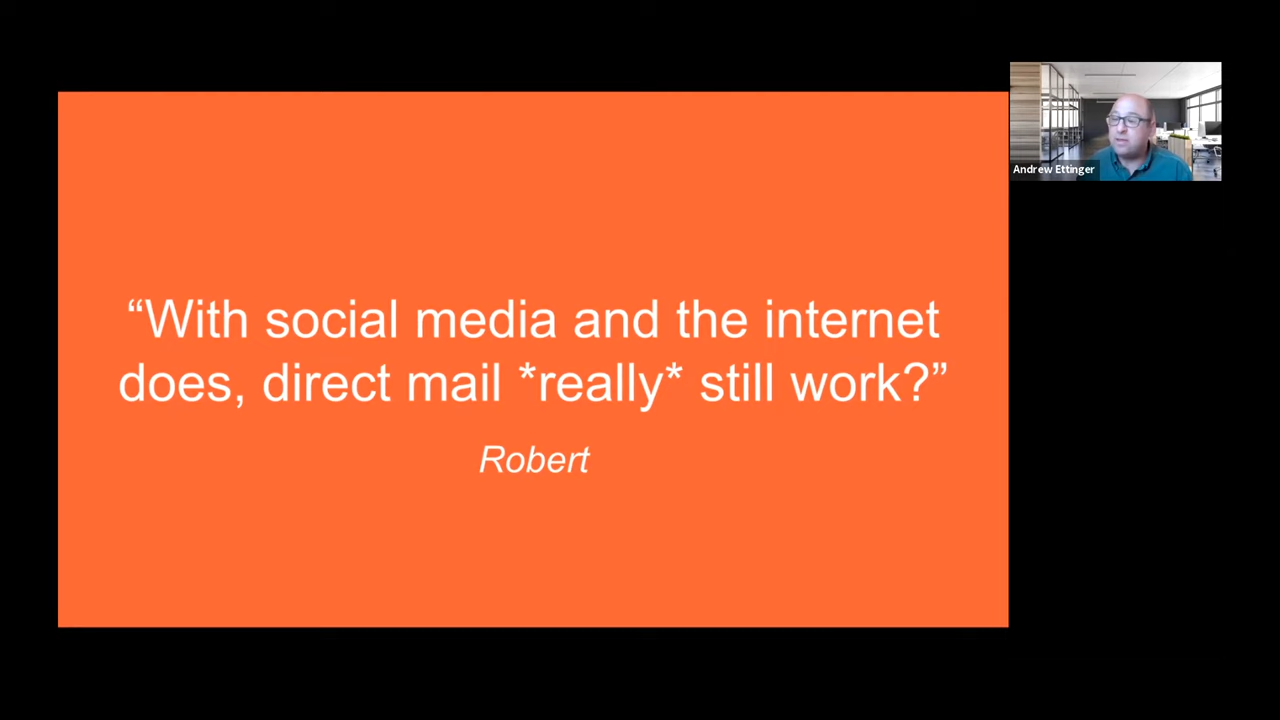 “With social media and the internet
does, direct mail *really* still work?”
Robert
Andrew Ettinger